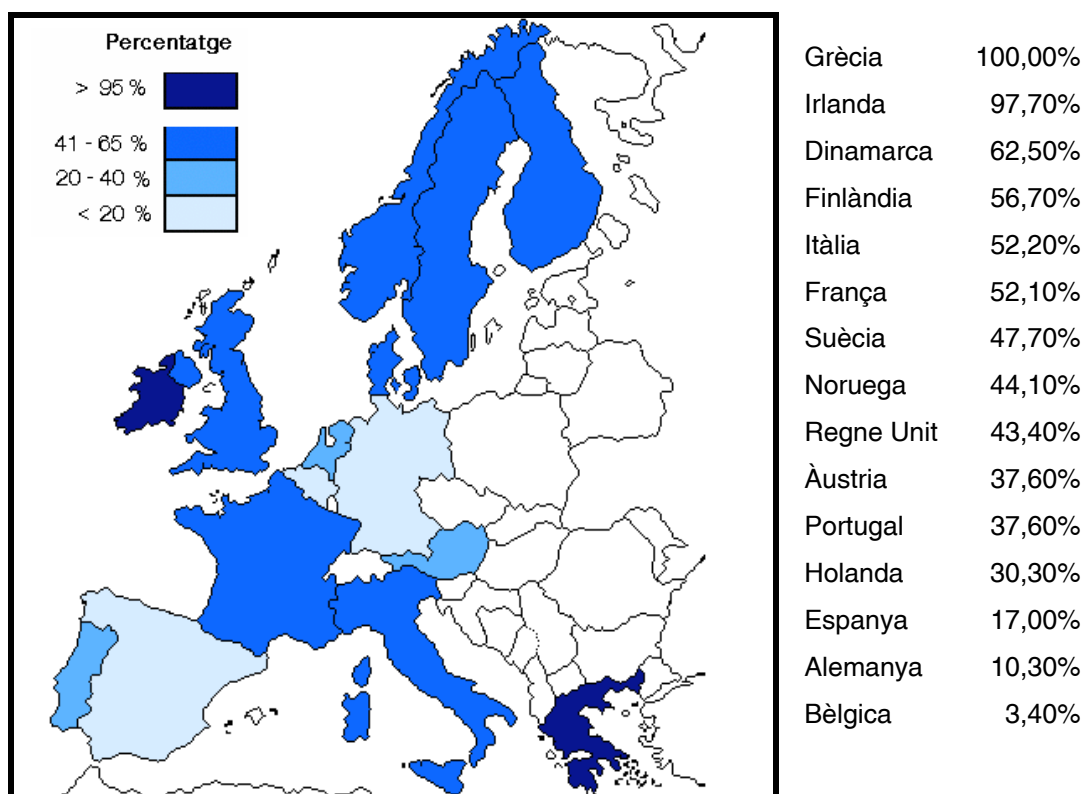 Percentatge
> 95 %
41 - 65 %
20 - 40 %
< 20 %
Grècia 100,00%
Irlanda 97,70%
Dinamarca 62,50%
Finlàndia 56,70%
Itàlia 52,20%
França 52,10%
Suècia 47,70%
Noruega 44,10%
Regne Unit 43,40%
Àustria 37,60%
Portugal 37,60%
Holanda 30,30%
Espanya 17,00%
Alemanya 10,30%
Bèlgica 3,40%